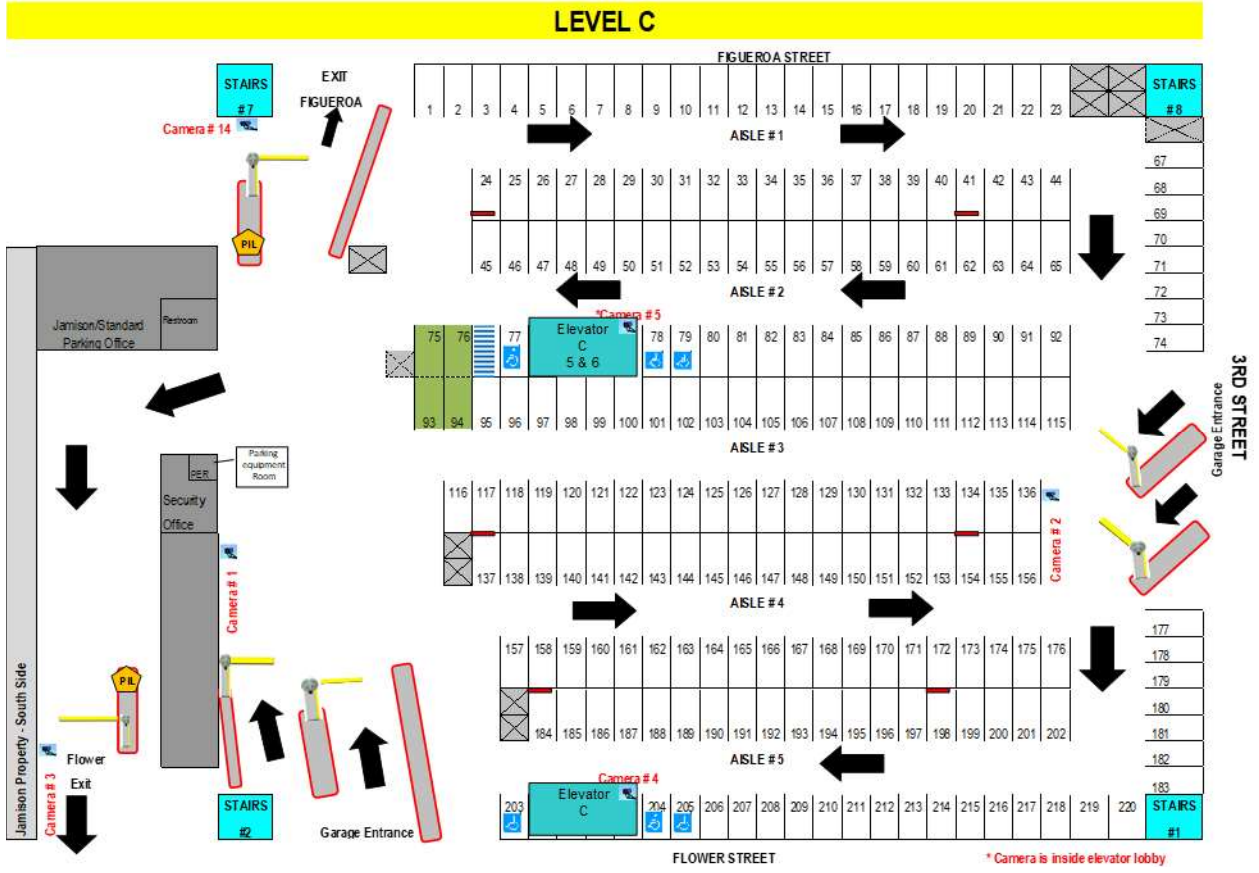 LEVEL C
FIGUEROA STREET
STAIRS
#7
EXIT
FIGUEROA
Camera # 14
STAIRS
#8
1 2 3 4 5 6 7 8 9 10 11 12 13 14 15 16 17 18 19 20 21 22 23
AISLE # 1
24 25 26 27 28 29 30 31 32 33 34 35 36 37 38 39 40 41 42 43 44
67
68
69
70
71
72
73
74
PIL
45 46 47 48 49 50 51 52 53 54 55 56 57 58 59 60 61 62 63 64 65
AISLE # 2
*Camera # 5
Jamison/Standard
Parking Office
Restroom
75 76 77
Elevator
C
5 & 6
78 79 80 81 82 83 84 85 86 87 88 89 90 91 92
93 94 95 96 97 98 99 100 101 102 103 104 105 106 107 108 109 110 111 112 113 114 115
AISLE # 3
3RD STREET
Garage Entrance
Parking
equipment
Room
PER
Security
Office
116 117 118 119 120 121 122 123 124 125 126 127 128 129 130 131 132 133 134 135 136
Camera # 2
137 138 139 140 141 142 143 144 145 146 147 148 149 150 151 152 153 154 155 156
AISLE # 4
Camera # 1
157 158 159 160 161 162 163 164 165 166 167 168 169 170 171 172 173 174 175 176
177
178
179
180
181
183
PIL
184 185 186 187 188 189 190 191 192 193 194 195 196 197 198 199 200 201 202
AISLE # 5
Jamison Property - South Side
Camera # 3
Flower
Exit
STAIRS
#2
Garage Entrance
Camera # 4
203
Elevator
C
204 205 206 207 208 209 210 211 212 213 214 215 216 217 218 219 220
STAIRS
#1
FLOWER STREET
* Camera is inside elevator lobby